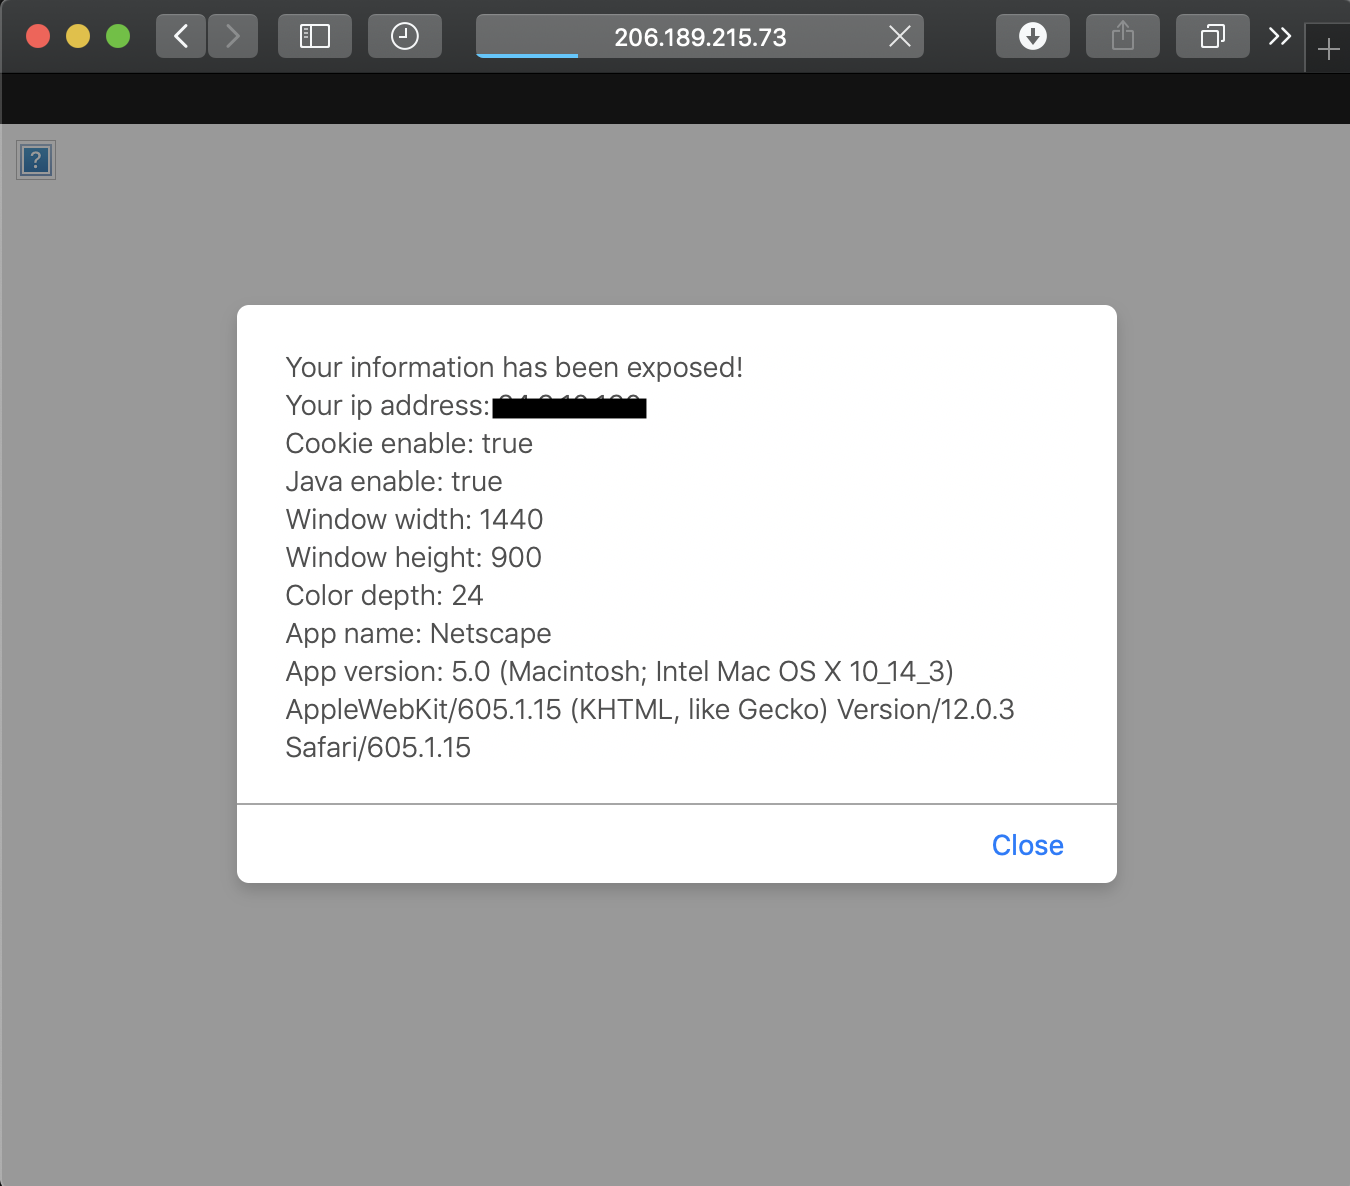 206.189.215.73
?
Your information has been exposed!
Your ip address:
Cookie enable: true
Java enable: true
Window width: 1440
Window height: 900
Color depth: 24
App name: Netscape
App version: 5.0 (Macintosh; Intel Mac OS X 10_14_3)
AppleWebKit/605.1.15 (KHTML, like Gecko) Version/12.0.3
Safari/605.1.15
Close